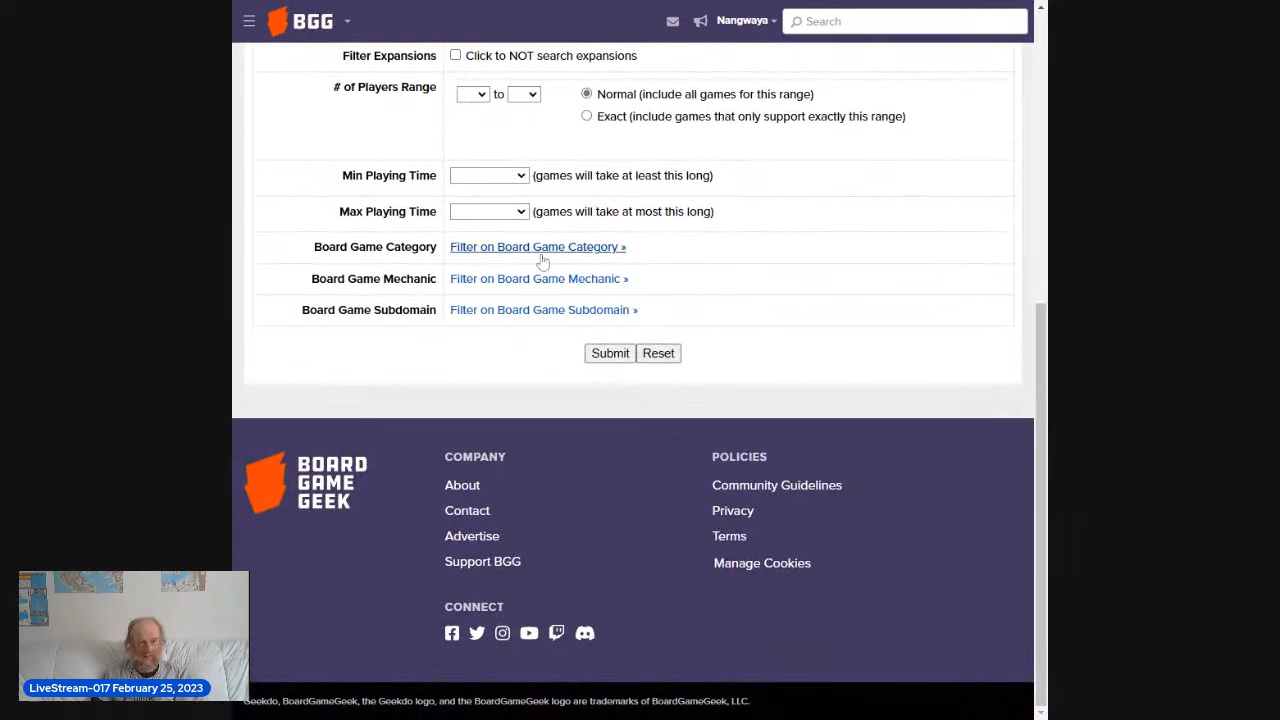 BGG
Nangwaya
Search
Filter Expansions Click to NOT search expansions
# of Players Range to Normal (include all games for this range)
Exact (include games that only support exactly this range)
Min Playing Time (games will take at least this long)
Max Playing Time (games will take at most this long)
Board Game Category Filter on Board Game Category »
Board Game Mechanic Filter on Board Game Mechanic »
Board Game Subdomain Filter on Board Game Subdomain »
Submit Reset
BOARD
GAME
GEEK
COMPANY
About
Contact
Advertise
Support BGG
POLICIES
Community Guidelines
Privacy
Terms
Manage Cookies
CONNECT
LiveStream-017 February 25, 2023
Geekdo, BoardGameGeek, the Geekdo logo, and the BoardGameGeek logo are trademarks of BoardGameGeek, LLC.